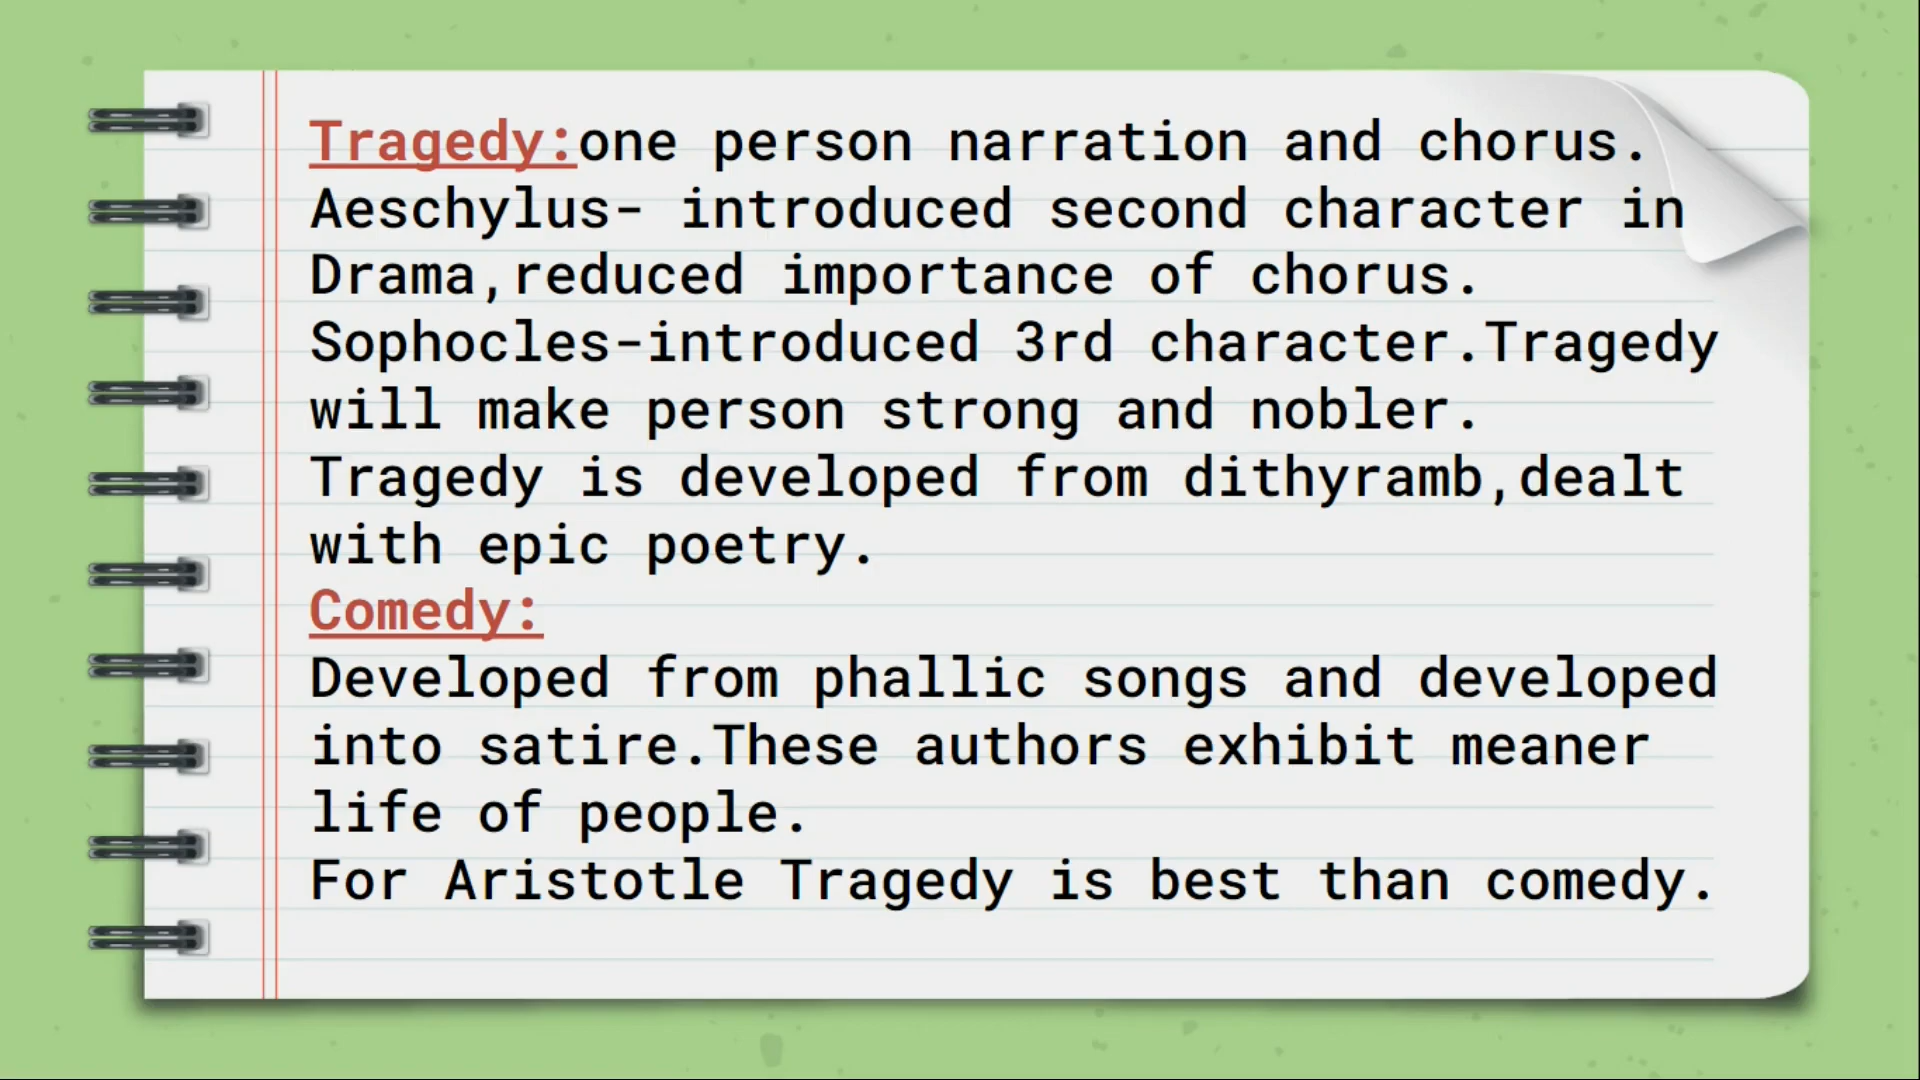 Tragedy:one person narration and chorus.
Aeschylus- introduced second character in
Drama,reduced importance of chorus.
Sophocles-introduced 3rd character.Tragedy
will make person strong and nobler.
Tragedy is developed from dithyramb,dealt
with epic poetry.
Comedy:
Developed from phallic songs and developed
into satire.These authors exhibit meaner
life of people.
For Aristotle Tragedy is best than comedy.